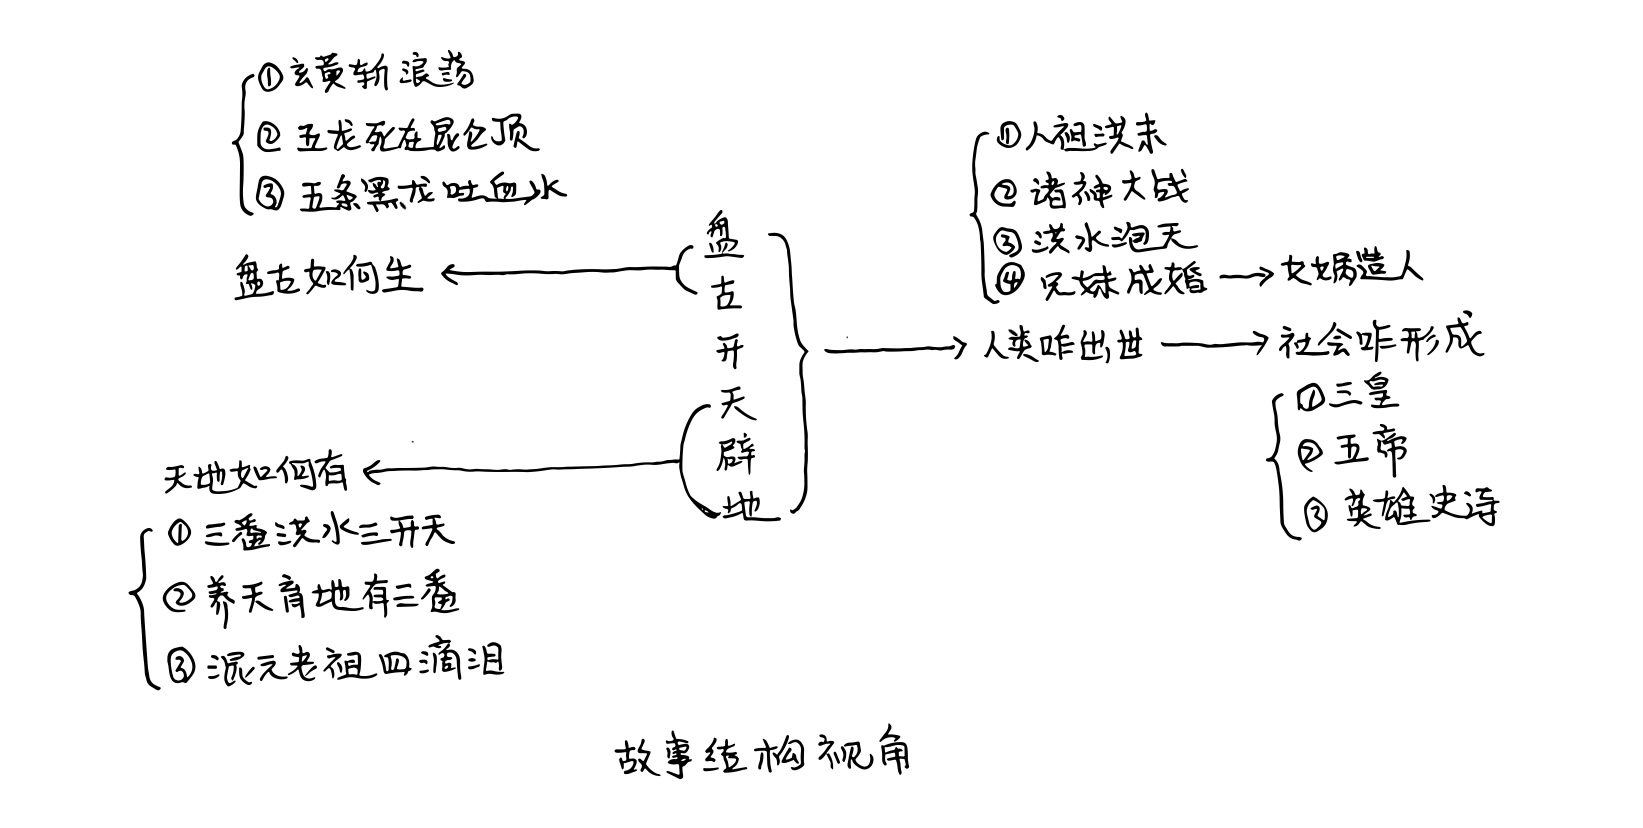 ①玄黄斩浪荡
②五龙死在昆仑顶
③五条黑龙吐血水
盘古如何生
盘古开天辟地
天地如何有
①三番洪水三开天
②养天育地有三番
③混元老祖四滴泪
①人祖洪末
②诸神大战
③洪水泡天
④兄妹成婚→女娲造人
人类咋出世→社会咋形成
①三皇
②五帝
③英雄史诗
故事结构视角